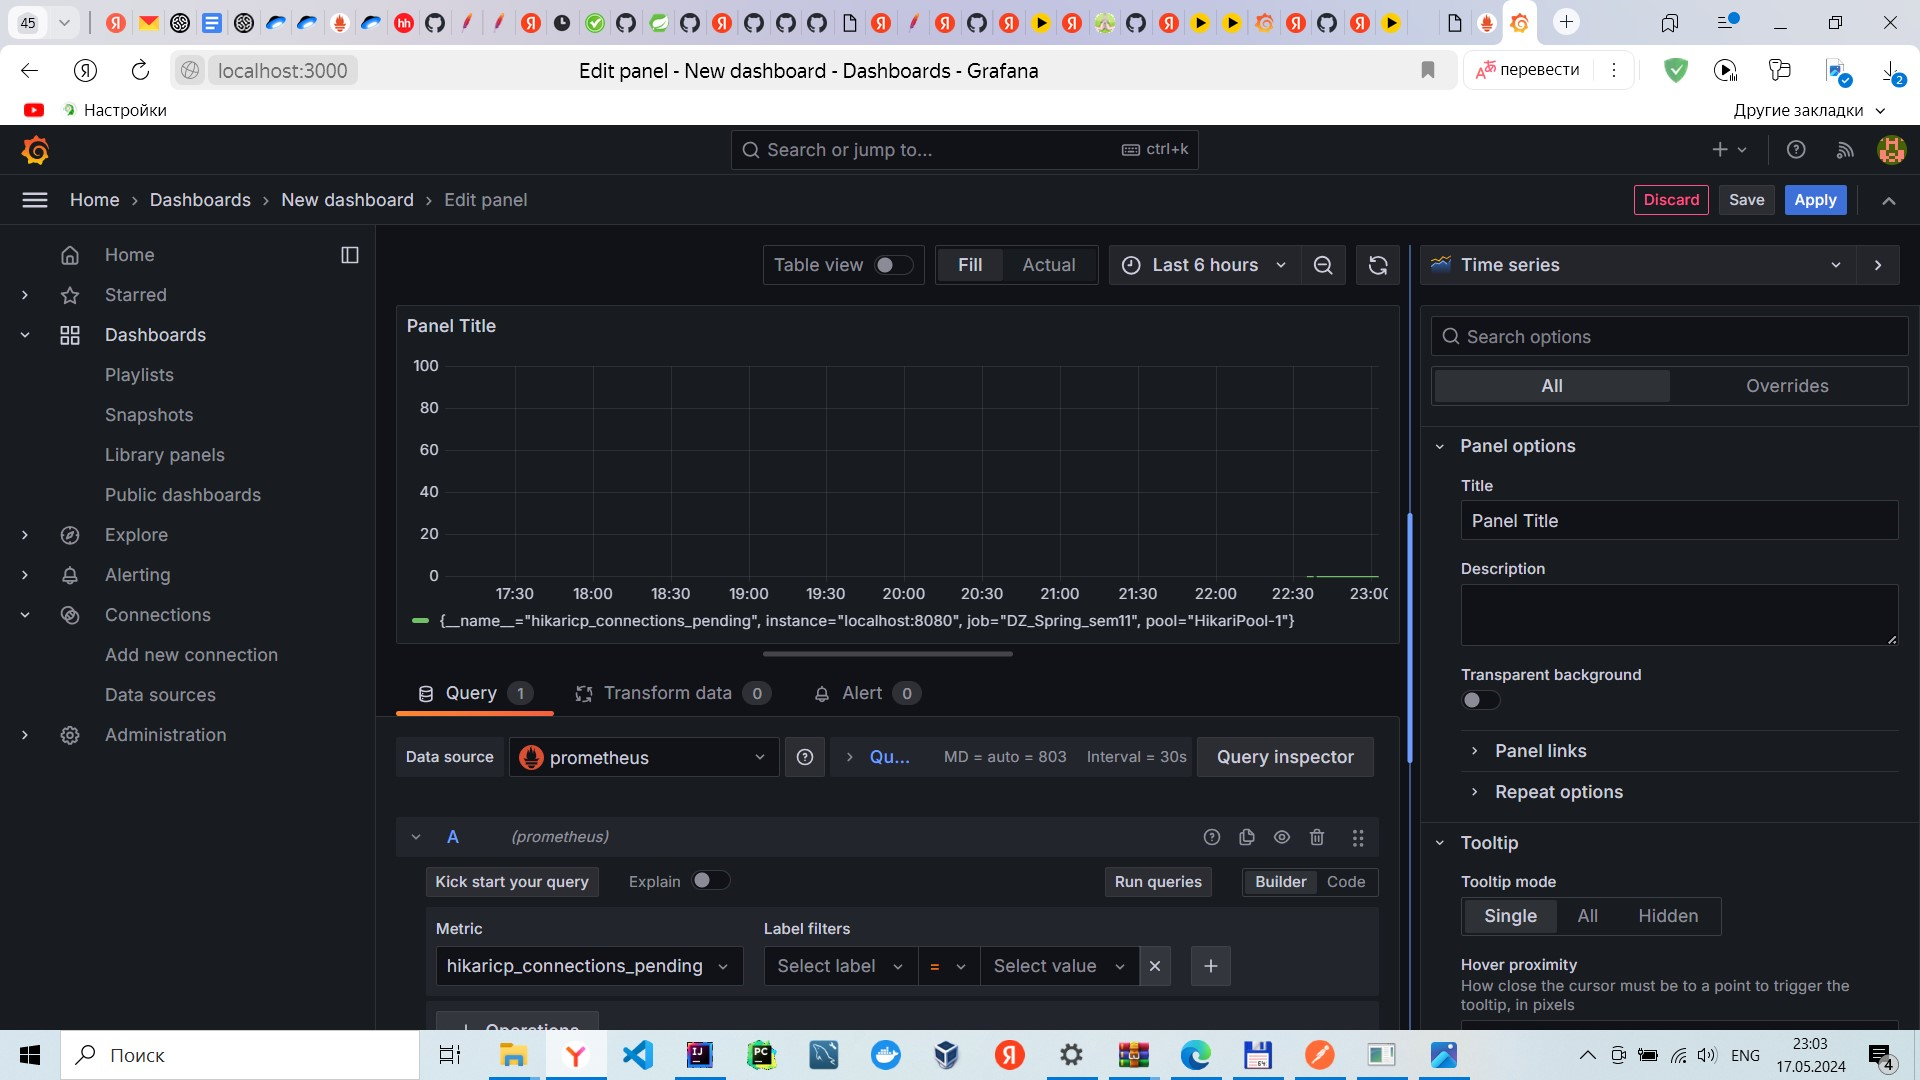 45
localhost:3000
Edit panel - New dashboard - Dashboards - Grafana
перевести
2
Настройки
Другие закладки
Search or jump to...
ctrl+k
Home
Dashboards
New dashboard
Edit panel
Discard
Save
Apply
Home
Starred
Dashboards
Playlists
Snapshots
Library panels
Public dashboards
Explore
Alerting
Connections
Add new connection
Data sources
Administration
Table view
Fill
Actual
Last 6 hours
Panel Title
100
80
60
40
20
0
17:30 18:00 18:30 19:00 19:30 20:00 20:30 21:00 21:30 22:00 22:30 23:00
{__name__="hikaricp_connections_pending", instance="localhost:8080", job="DZ_Spring_sem11", pool="HikariPool-1"}
Query 1
Transform data 0
Alert 0
Data source
prometheus
Qu...
MD = auto = 803
Interval = 30s
Query inspector
A
(prometheus)
Kick start your query
Explain
Run queries
Builder
Code
Metric
Label filters
hikaricp_connections_pending
Select label
=
Select value
Operations
Time series
Search options
All
Overrides
Panel options
Title
Panel Title
Description
Transparent background
Panel links
Repeat options
Tooltip
Tooltip mode
Single
All
Hidden
Hover proximity
How close the cursor must be to a point to trigger the
tooltip, in pixels
Поиск
ENG
23:03
17.05.2024
4